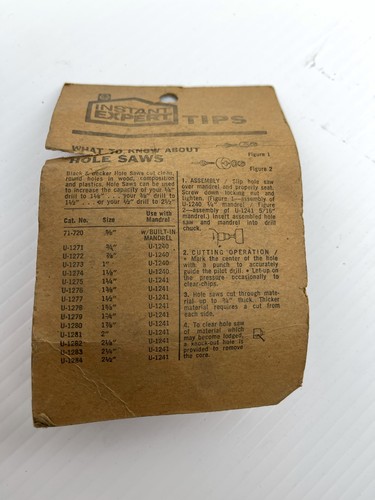 INSTANT
EXPERT
TIPS
WHAT TO KNOW ABOUT
HOLE SAWS
Black & Decker Hole Saws cut clean,
round holes in wood, composition
and plastics. Hole Saws can be used
to increase the capacity of your ¼"
drill to
drill to
1½" . . . or your ½" drill to 2½"
Cat. No. Size Use with Mandrel
71-720 w/BUILT-IN MANDREL
U-1271 ¾" U-1240
U-1272 U-1240
U-1273 1" U-1240
U-1274 U-1240
U-1275 U-1241
U-1276 1½" U-1241
U-1277 U-1241
U-1278 U-1241
U-1279 U-1241
U-1280 U-1241
U-1281 2" U-1241
U-1282 U-1241
U-1283 U-1241
U-1284 U-1241
Figure 1
Figure 2
1. ASSEMBLY / Slip hole saw
over mandrel and properly seat.
Screw down locking nut and
tighten. (Figure 1—assembly
of U-1240 ¼" mandrel. Figure
2—assembly of U-1241 5/16"
mandrel.) Insert assembled hole
saw and mandrel into drill
chuck.
2. CUTTING OPERATION /
• Mark the center of the hole
with a punch to accurately
guide the pilot drill. • Let-up on
the pressure occasionally to
clear chips.
3. Hole Saws cut through mate-
rial up to ¾" thick. Thicker
material requires a cut from
each side.
4. To clear hole saw
of material which
may become lodged,
a knock-out hole is
provided to remove
the core.